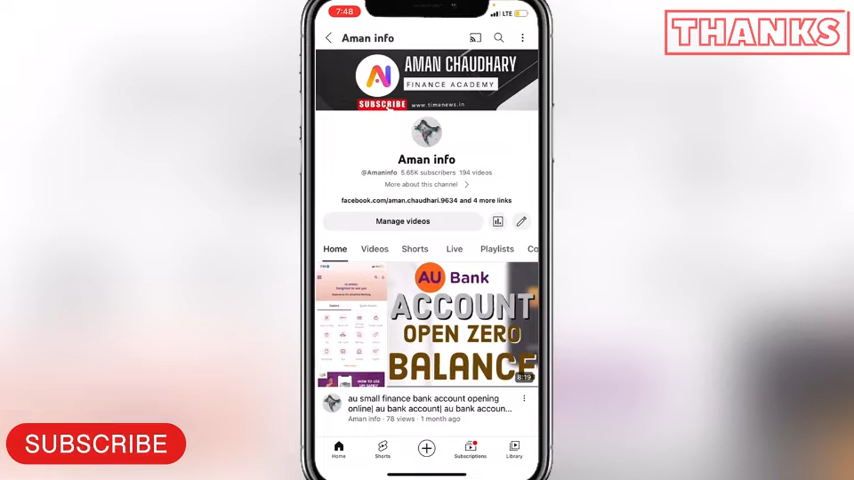 7:48
LTE
THANKS
Aman info
AI
AMAN CHAUDHARY
FINANCE ACADEMY
SUBSCRIBE
www.timenews.in
Aman info
@Amaninfo 5.65K subscribers 194 videos
More about this channel
facebook.com/aman.chaudhari.9634 and 4 more links
Manage videos
Home Videos Shorts Live Playlists Co
AU Bank
ACCOUNT
OPEN ZERO
BALANCE
8:19
au small finance bank account opening
online| au bank account| au bank accoun...
Aman info · 78 views · 1 month ago
SUBSCRIBE
Home Shorts Subscriptions Library